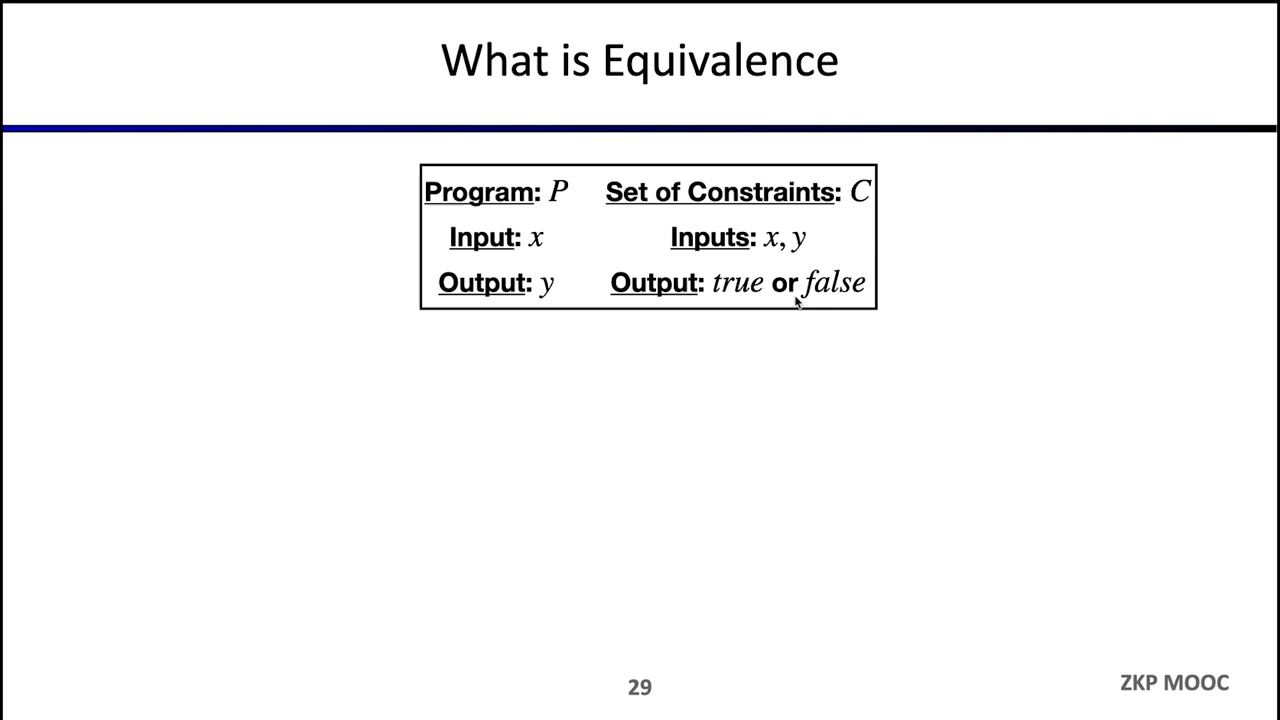 What is Equivalence
Program: P Set of Constraints: C
Input: x Inputs: x, y
Output: y Output: true or false
29
ZKP MOOC